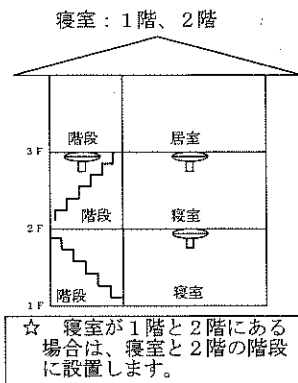 寝室：１階、２階
階段 居室
３F
階段 寝室
２F
階段 寝室
１F
☆ 寝室が１階と２階にある
場合は、寝室と２階の階段
に設置します。